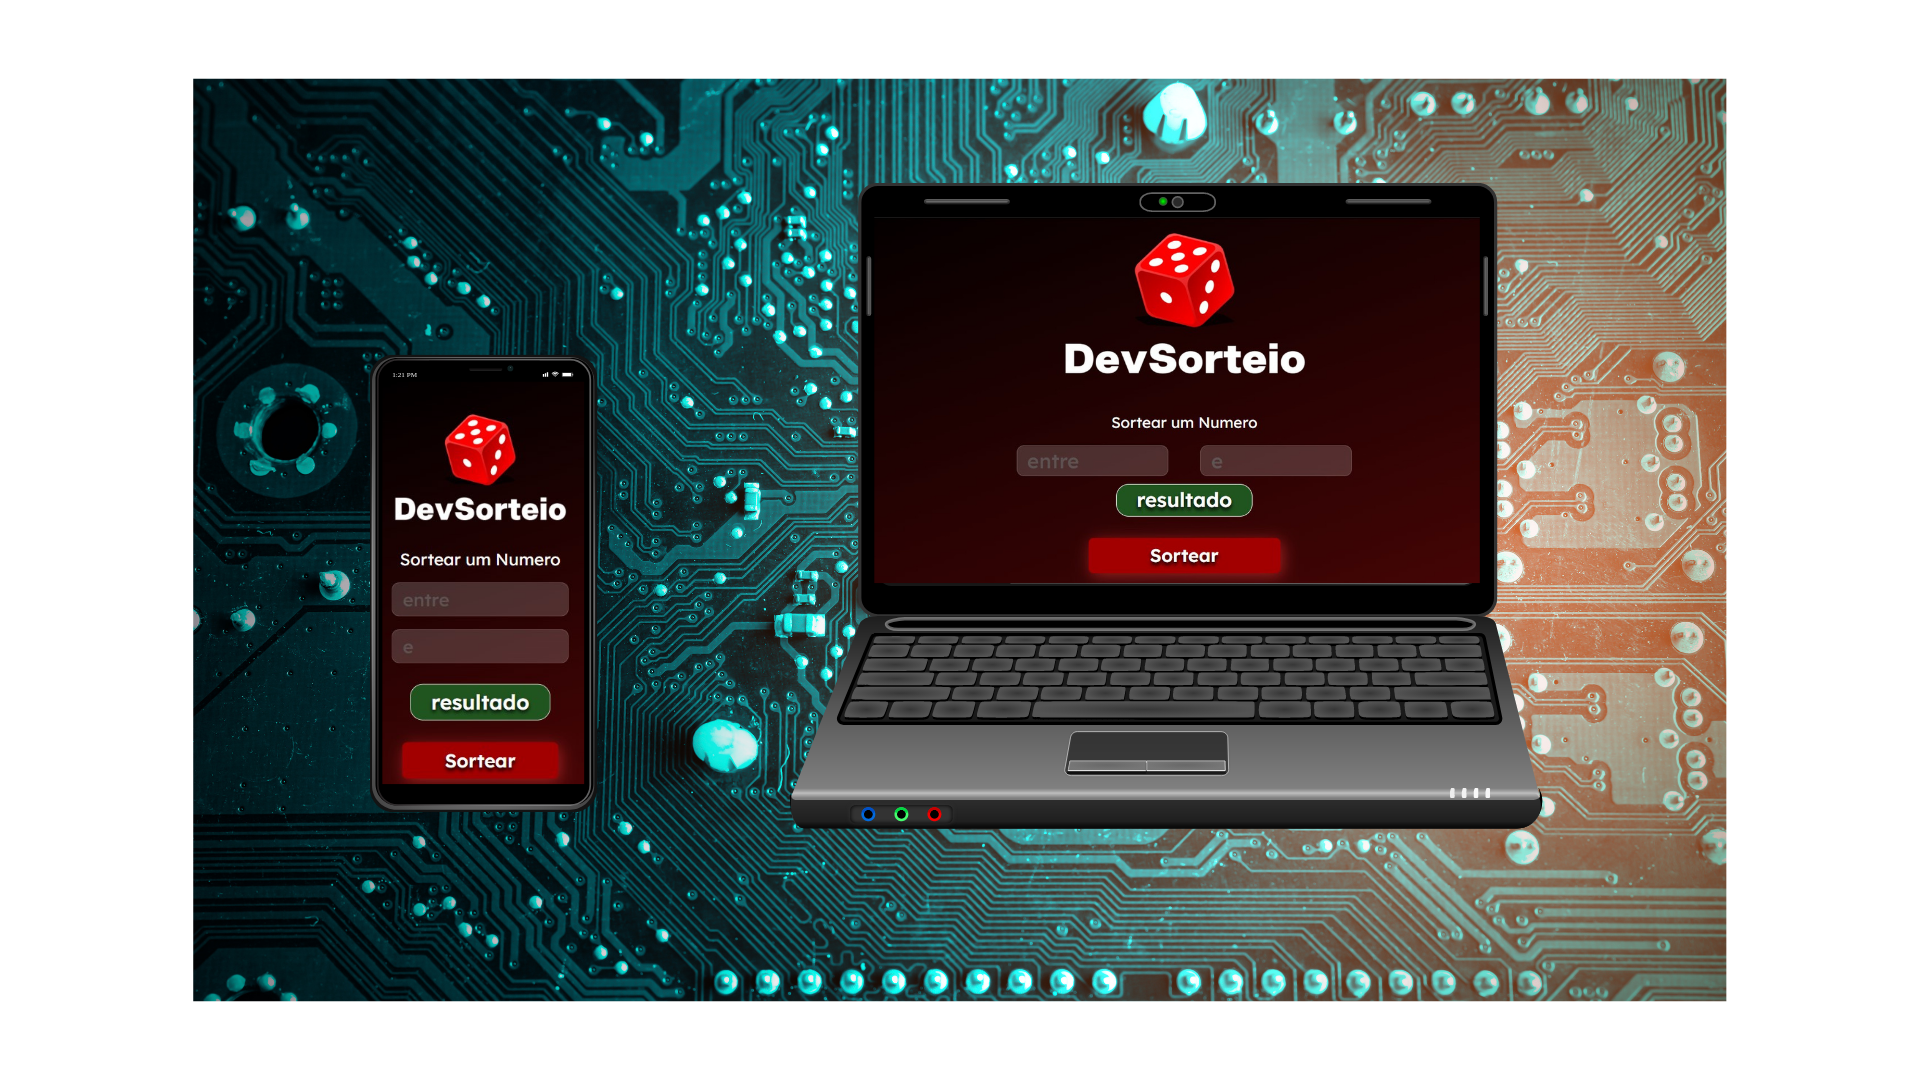 1:21 PM
DevSorteio
Sortear um Numero
entre
e
resultado
Sortear
DevSorteio
Sortear um Numero
entre e
resultado
Sortear